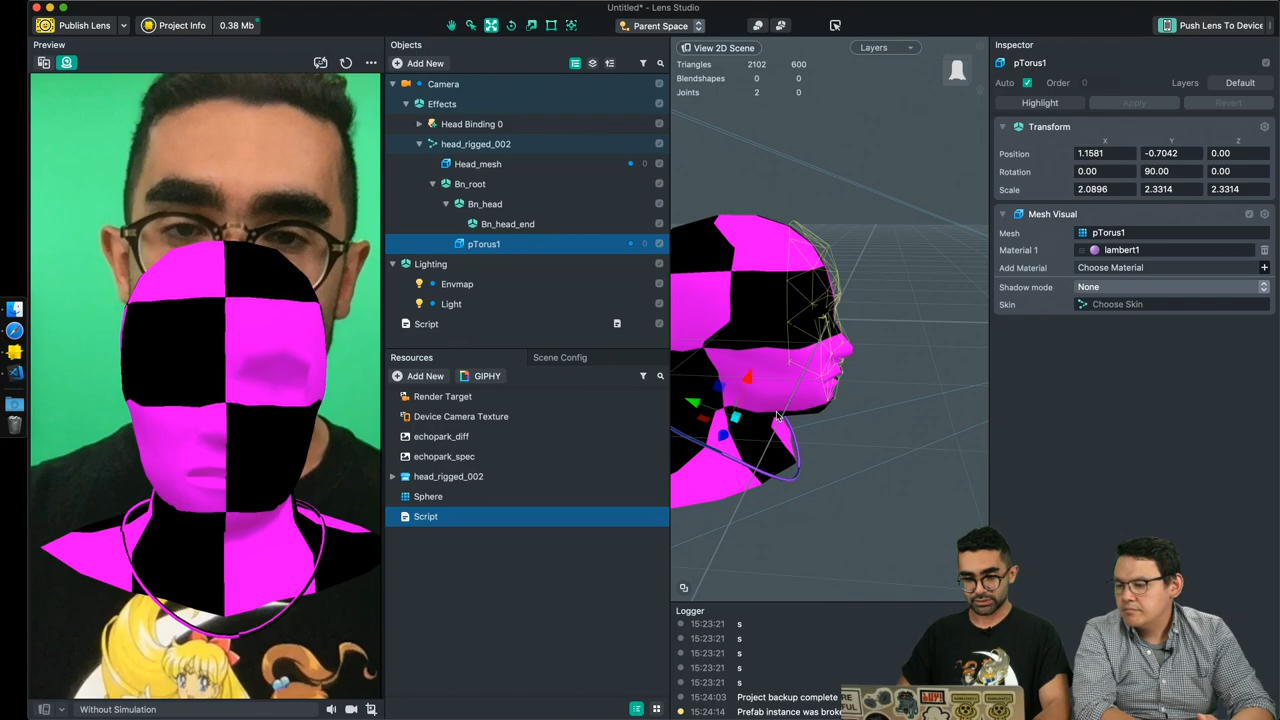 Untitled* - Lens Studio
Publish Lens
Project Info
0.38 Mb
Parent Space
Push Lens To Device
Preview
Objects
Add New
Camera
Effects
Head Binding 0
head_rigged_002
Head_mesh
0
Bn_root
Bn_head
Bn_head_end
pTorus1
0
Lighting
Envmap
Light
Script
Resources
Scene Config
Add New
GIPHY
Render Target
Device Camera Texture
echopark_diff
echopark_spec
head_rigged_002
Sphere
Script
View 2D Scene
Layers
Triangles 2102 600
Blendshapes 0 0
Joints 2 0
Inspector
pTorus1
Auto Order 0 Layers Default
Highlight Apply Revert
Transform
X Y Z
Position 1.1581 -0.7042 0.00
Rotation 0.00 90.00 0.00
Scale 2.0896 2.3314 2.3314
Mesh Visual
Mesh pTorus1
Material 1 lambert1
Add Material Choose Material
Shadow mode None
Skin Choose Skin
Logger
15:23:21 s
15:23:21 s
15:23:21 s
15:23:21 s
15:23:21 s
15:24:03 Project backup complete
15:24:14 Prefab instance was brok
Without Simulation